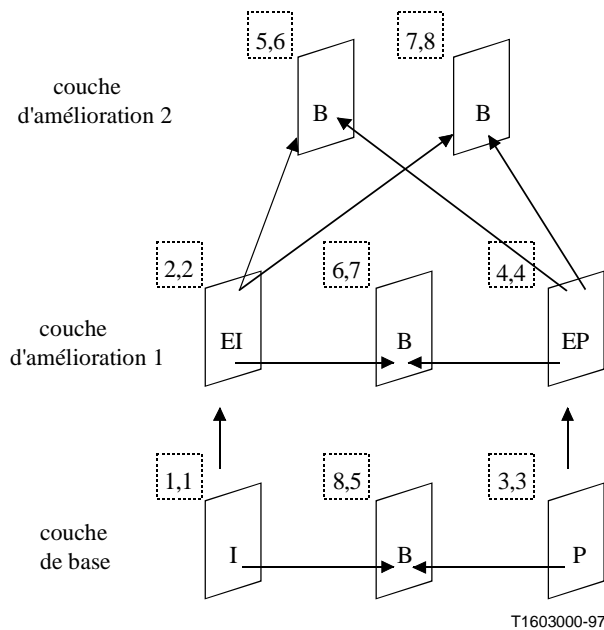 5,6
7,8
couche
d'amélioration 2
B
B
2,2
6,7
4,4
couche
d'amélioration 1
EI
B
EP
1,1
8,5
3,3
couche
de base
I
B
P
T1603000-97